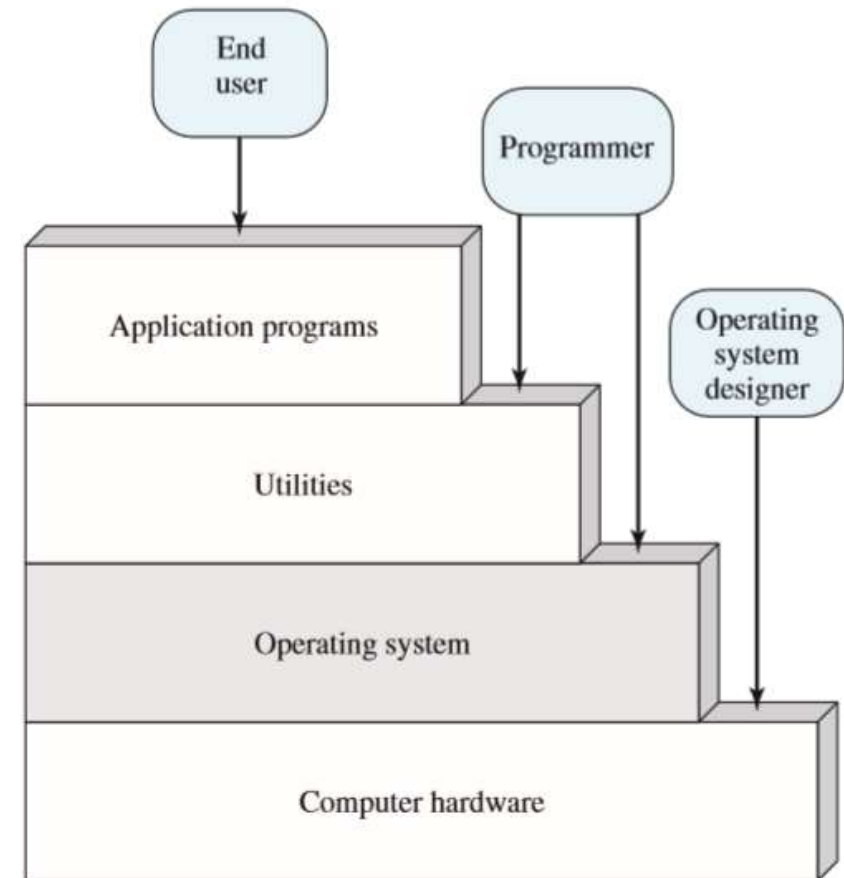 End
user
Programmer
Application programs
Operating
system
designer
Utilities
Operating system
Computer hardware